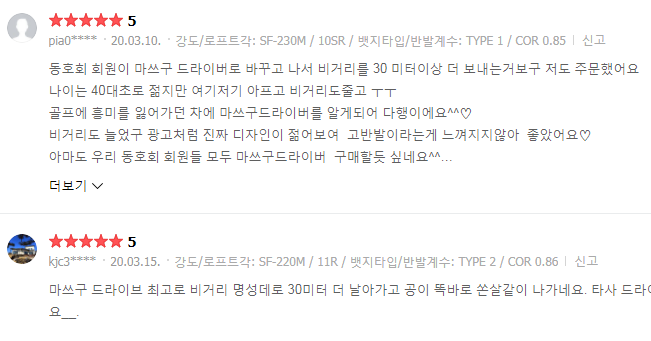 ★★★★★ 5
pia0**** · 20.03.10. · 강도/로프트각: SF-230M / 10SR / 뱃지타입/반발계수: TYPE 1 / COR 0.85 | 신고
동호회 회원이 마쓰구 드라이버로 바꾸고 나서 비거리를 30 미터이상 더 보내는거보구 저도 주문했어요
나이는 40대초로 젊지만 여기저기 아프고 비거리도줄고 ㅜㅜ
골프에 흥미를 잃어가던 차에 마쓰구드라이버를 알게되어 다행이에요^^♡
비거리도 늘었구 광고처럼 진짜 디자인이 젊어보여 고반발이라는게 느껴지지않아 좋았어요♡
아마도 우리 동호회 회원들 모두 마쓰구드라이버 구매할듯 싶네요^^...
더보기
★★★★★ 5
kjc3**** · 20.03.15. · 강도/로프트각: SF-220M / 11R / 뱃지타입/반발계수: TYPE 2 / COR 0.86 | 신고
마쓰구 드라이브 최고로 비거리 명성데로 30미터 더 날아가고 공이 똑바로 쏜살같이 나가네요. 타사 드라이
요__.